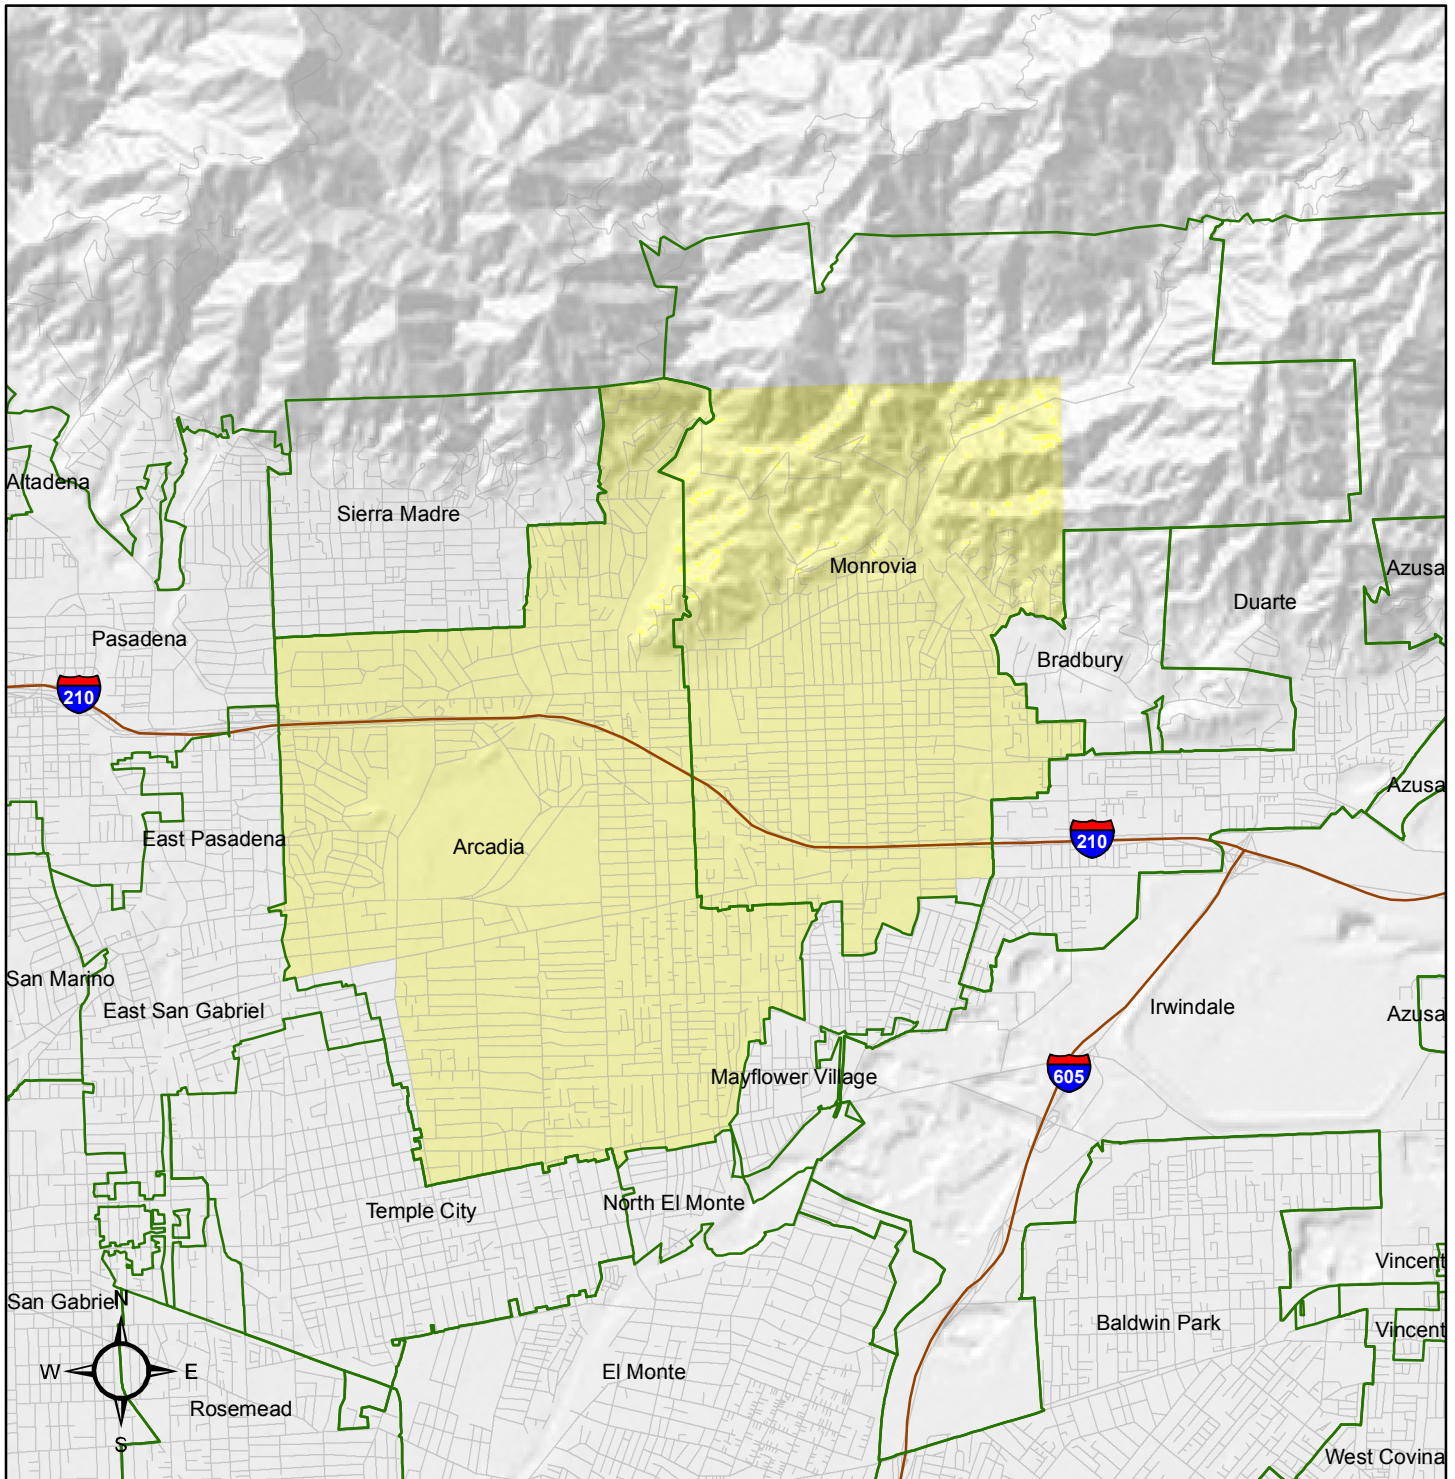 Altadena
Sierra Madre
Monrovia
Azusa
Duarte
Pasadena
Bradbury
210
Azusa
East Pasadena
Arcadia
210
San Marino
East San Gabriel
Irwindale
Azusa
Mayflower Village
605
Temple City
North El Monte
Vincent
San Gabriel
N
Baldwin Park
Vincent
W
E
El Monte
Rosemead
S
West Covina